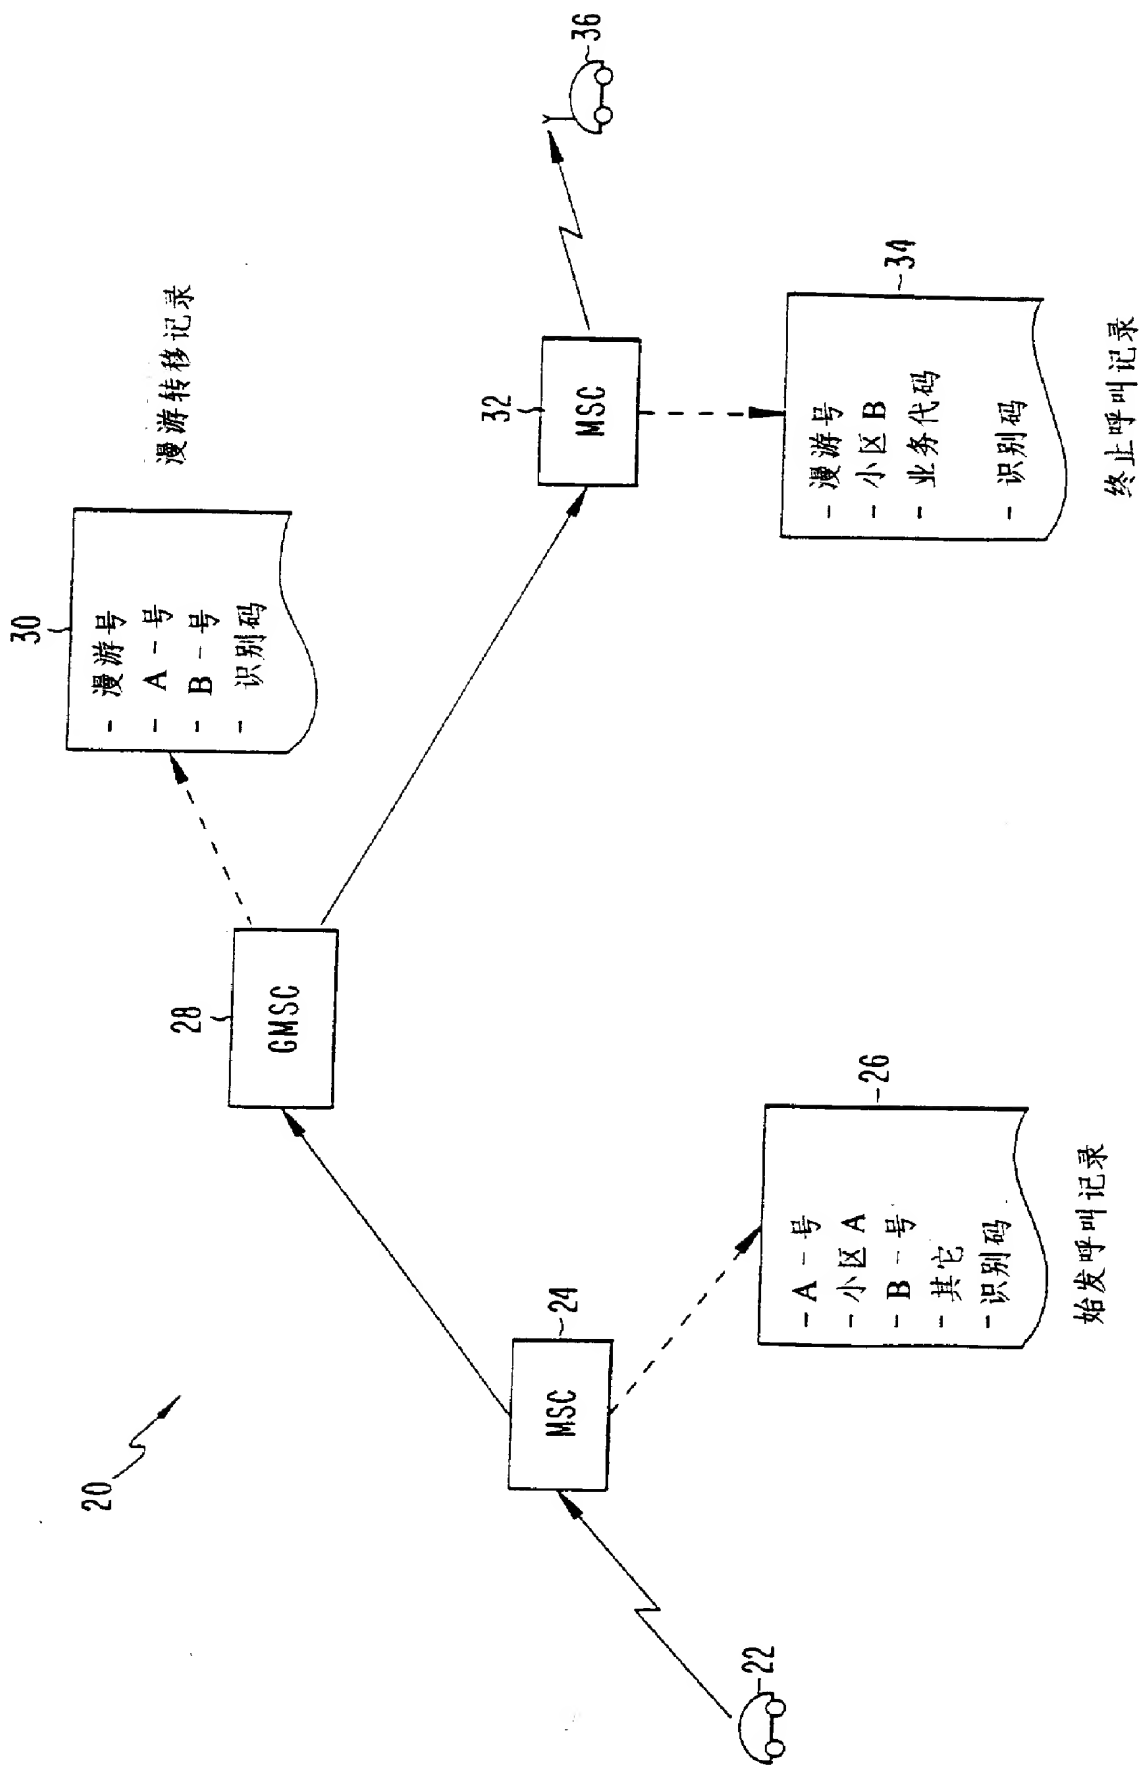 20
22
MSC
24
- A - 号
- 小区 A
- B - 号
- 其它
- 识别码
26
始发呼叫记录
GMSC
28
- 漫游号
- A - 号
- B - 号
- 识别码
30
漫游转移记录
MSC
32
- 漫游号
- 小区 B
- 业务代码
- 识别码
34
终止呼叫记录
36